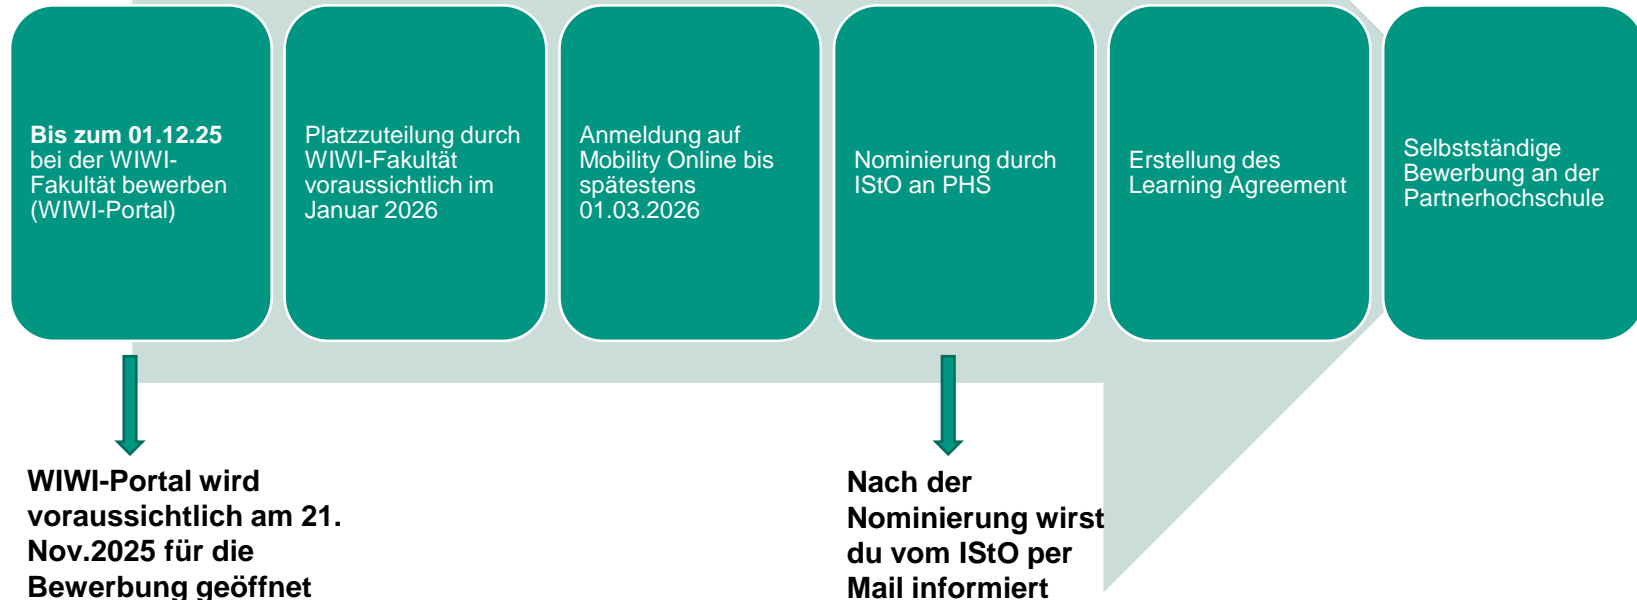 Bis zum 01.12.25
bei der WIWI-
Fakultät bewerben
(WIWI-Portal)
Platzzuteilung durch
WIWI-Fakultät
voraussichtlich im
Januar 2026
Anmeldung auf
Mobility Online bis
spätestens
01.03.2026
Nominierung durch
IStO an PHS
Erstellung des
Learning Agreement
Selbstständige
Bewerbung an der
Partnerhochschule
WIWI-Portal wird
voraussichtlich am 21.
Nov.2025 für die
Bewerbung geöffnet
Nach der
Nominierung wirst
du vom IStO per
Mail informiert